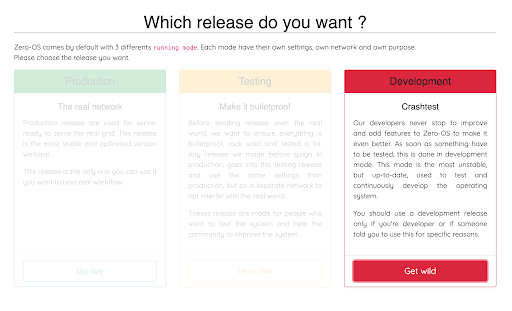 Which release do you want ?
Zero-OS comes by default with 3 differents running mode. Each mode have their own settings, own network and own purpose.
Please choose the release you want.
Production
The real network
Production release are used for server
ready to serve the real grid. This release
is the most stable and optimized version
we have.
This release is the only one you can use if
you want to host real workflow.
Go live
Testing
Make it bulletproof
Before sending release over the real
world, we want to ensure everything is
bulletproof, rock solid and tested a lot.
Any release we made before goign in
production, goes into this testing release
and use the same settings than
production, but an a separate network to
not interfer with the real world.
Theses release are made for people who
want to test the system and help the
community to improve the system.
Let's test
Development
Crashtest
Our developers never stop to improve
and add features to Zero-OS to make it
even better. As soon as something have
to be tested, this is done in development
mode. This mode is the most unstable,
but up-to-date, used to test and
continuously develop the operating
system.
You should use a development release
only if you're developer or if someone
told you to use this for specific reasons.
Get wild